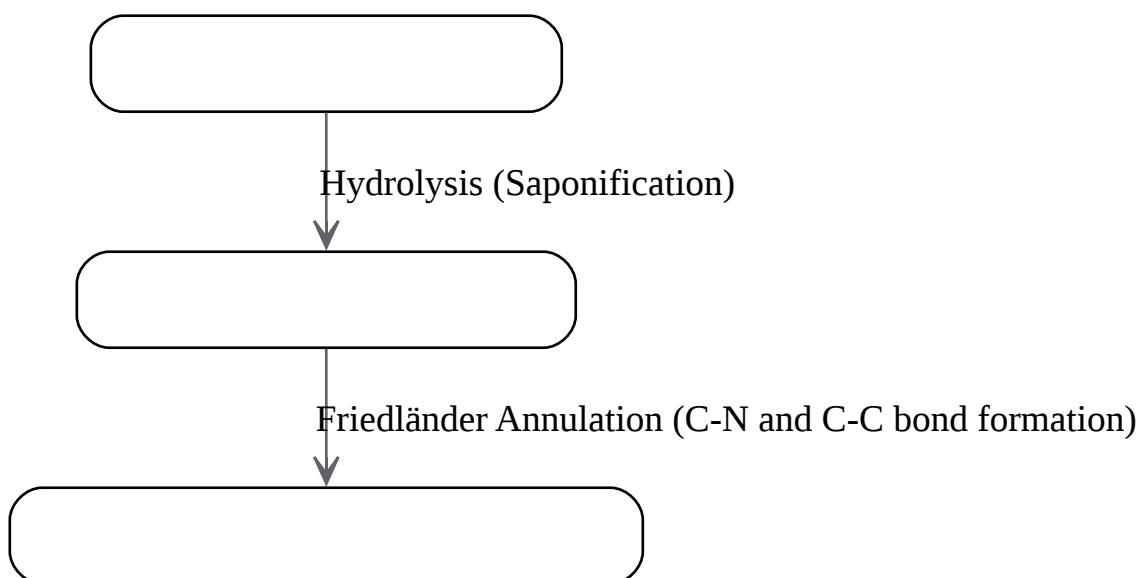 Hydrolysis (Saponification)
Friedländer Annulation (C-N and C-C bond formation)